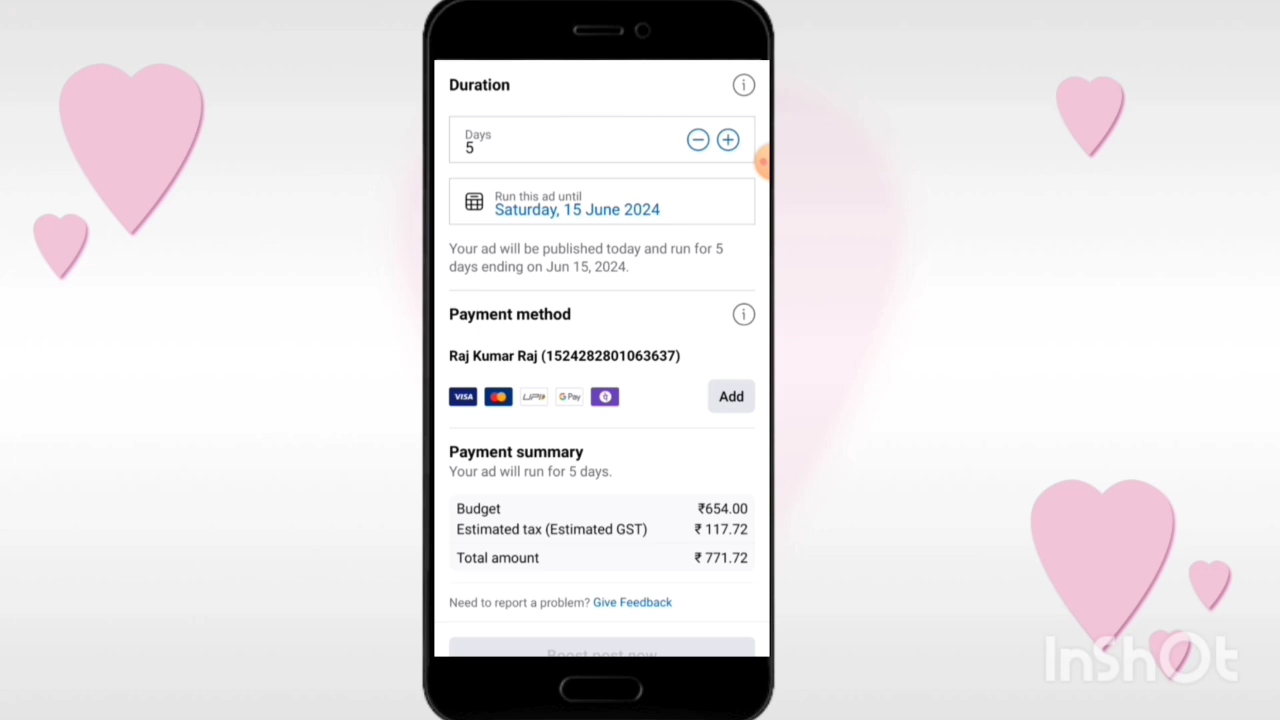 Duration
Days
5
Run this ad until
Saturday, 15 June 2024
Your ad will be published today and run for 5
days ending on Jun 15, 2024.
Payment method
Raj Kumar Raj (1524282801063637)
VISA UPI G Pay Add
Payment summary
Your ad will run for 5 days.
Budget ₹654.00
Estimated tax (Estimated GST) ₹ 117.72
Total amount ₹ 771.72
Need to report a problem? Give Feedback
Boost post now
InShOt